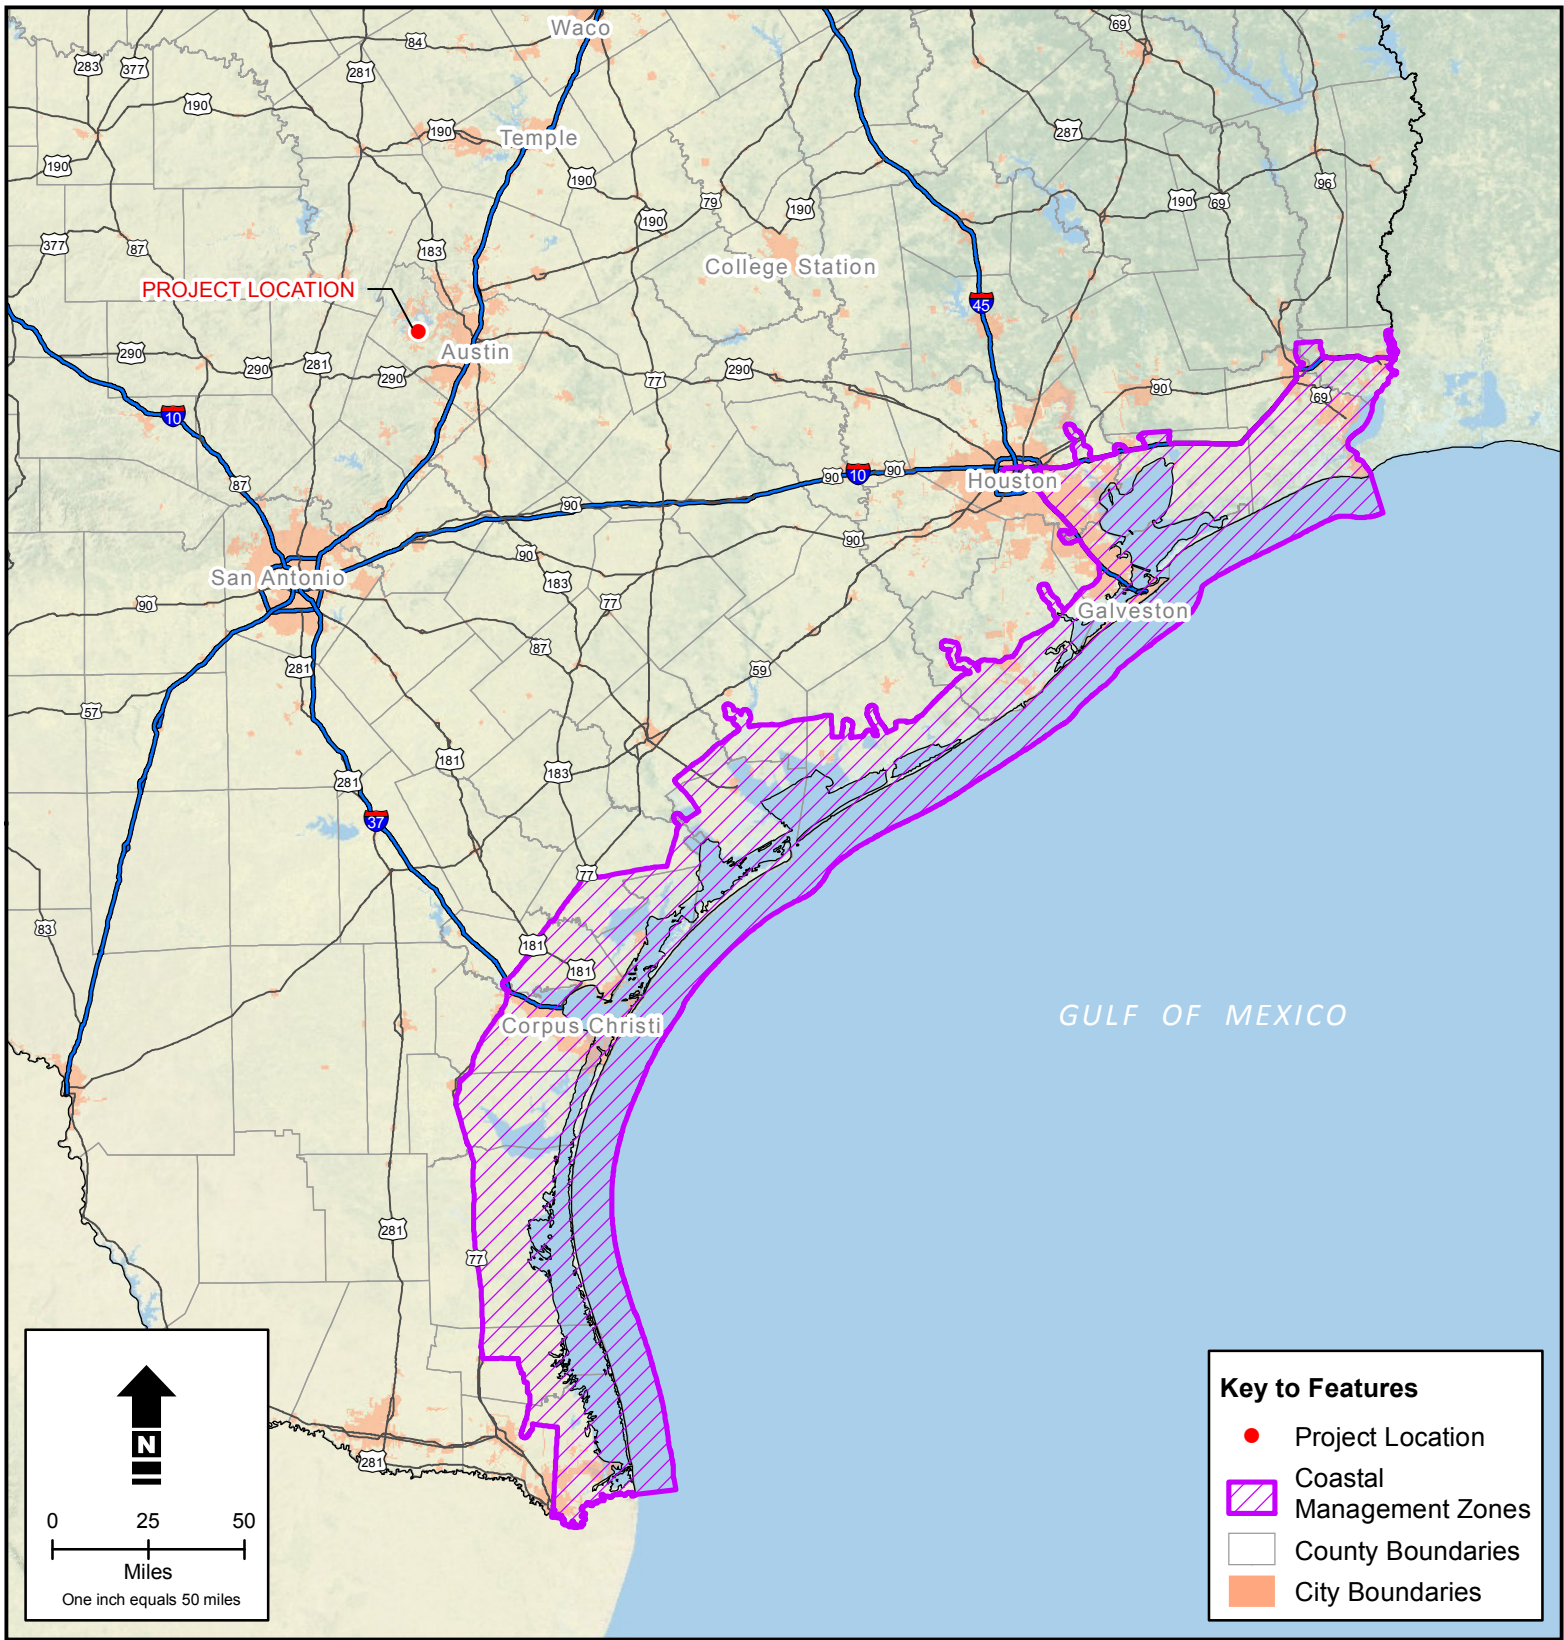 Waco
69
84
283
377
281
190
287
190
Temple
190
190
96
79
190
190
190
69
377
87
183
College Station
PROJECT LOCATION
45
Austin
290
290
281
290
77
290
90
69
10
87
90
10
90
Houston
90
90
90
San Antonio
183
90
77
Galveston
87
281
59
57
181
183
281
37
77
83
181
181
GULF OF MEXICO
Corpus Christi
281
77
281
N
0 25 50
Miles
One inch equals 50 miles
Key to Features
Project Location
Coastal
Management Zones
County Boundaries
City Boundaries